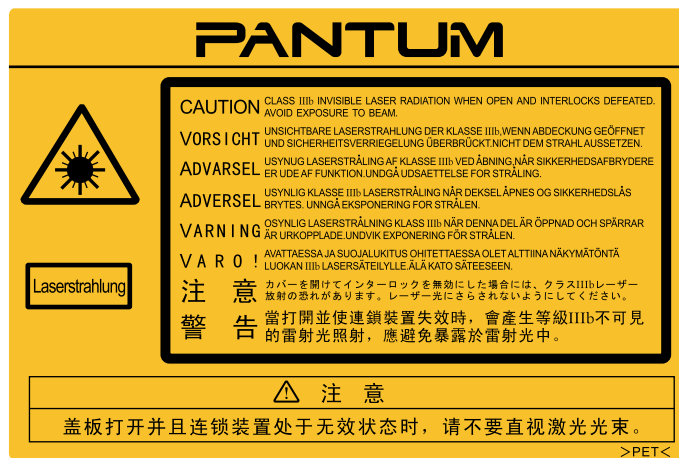 PANTUM
CAUTION CLASS IIIb INVISIBLE LASER RADIATION WHEN OPEN AND INTERLOCKS DEFEATED.
AVOID EXPOSURE TO BEAM.
VORSICHT UNSICHTBARE LASERSTRAHLUNG DER KLASSE IIIb,WENN ABDECKUNG GEÖFFNET
UND SICHERHEITSVERRIEGELUNG ÜBERBRÜCKT.NICHT DEM STRAHL AUSSETZEN.
ADVARSEL USYNUG LASERSTRÅLING AF KLASSE IIIb VED ÅBNING,NÅR SIKKERHEDSAFBRYDERE
ER UDE AF FUNKTION.UNDGÅ UDSAETTELSE FOR STRÅLING.
ADVERSEL USYNLIG KLASSE IIIb LASERSTRÅLING NÅR DEKSEL ÅPNES OG SIKKERHEDSLÅS
BRYTES. UNNGÅ EKSPONERING FOR STRÅLEN.
VARNING OSYNLIG LASERSTRÅLNING KLASS IIIb NÄR DENNA DEL ÄR ÖPPNAD OCH SPÄRRAR
ÄR URKOPPLADE.UNDVIK EXPONERING FÖR STRÅLEN.
VARO! AVATTAESSA JA SUOJALUKITUS OHITETTAESSA OLET ALTTIINA NÄKYMÄTÖNTÄ
LUOKAN IIIb LASERSÄTEILYLLE.ÄLÄ KATO SÄTEESEEN.
Laserstrahlung
注 意 カバーを開けてインターロックを無効にした場合には、クラスIIIbレーザー
放射の恐れがあります。レーザー光にさらされないようにしてください。
警 告 當打開並使連鎖裝置失效時，會產生等級IIIb不可見
的雷射光照射，應避免暴露於雷射光中。
注 意
盖板打开并且连锁装置处于无效状态时，请不要直视激光光束。
>PET<